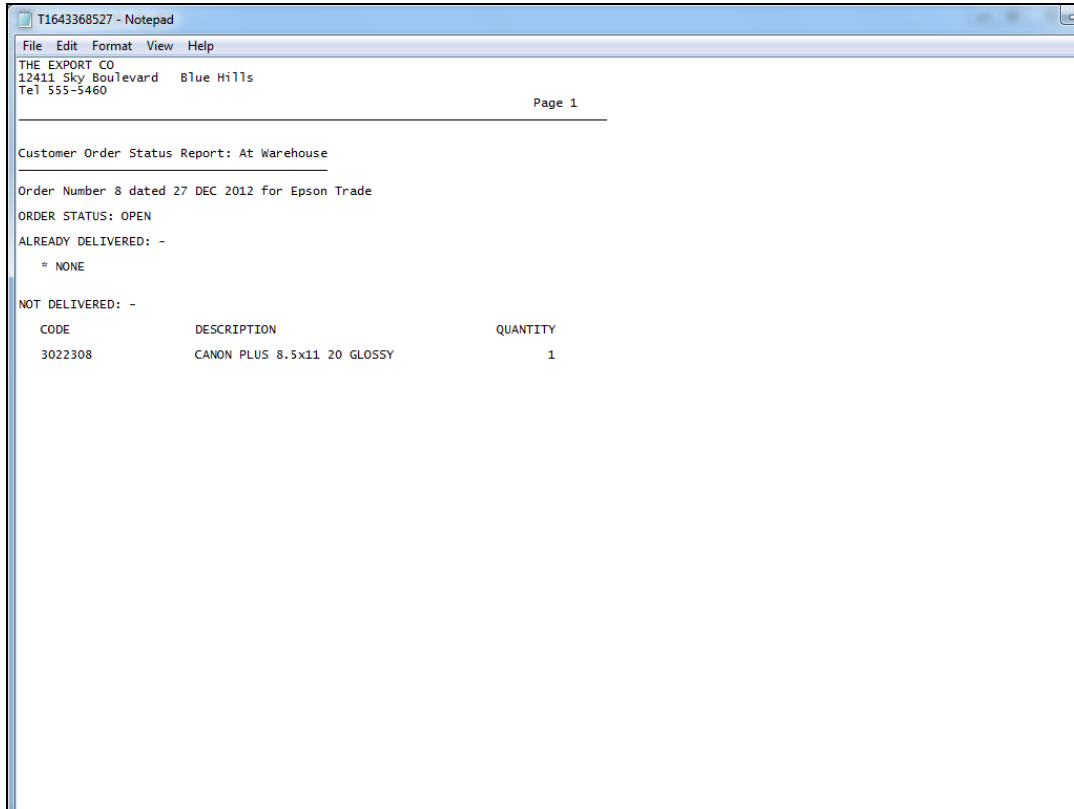 T1643368527 - Notepad
File Edit Format View Help
THE EXPORT CO
12411 Sky Boulevard Blue Hills
Tel 555-5460
Page 1
Customer Order Status Report: At Warehouse
Order Number 8 dated 27 DEC 2012 for Epson Trade
ORDER STATUS: OPEN
ALREADY DELIVERED: -
* NONE
NOT DELIVERED: -
CODE DESCRIPTION QUANTITY
3022308 CANON PLUS 8.5x11 20 GLOSSY 1